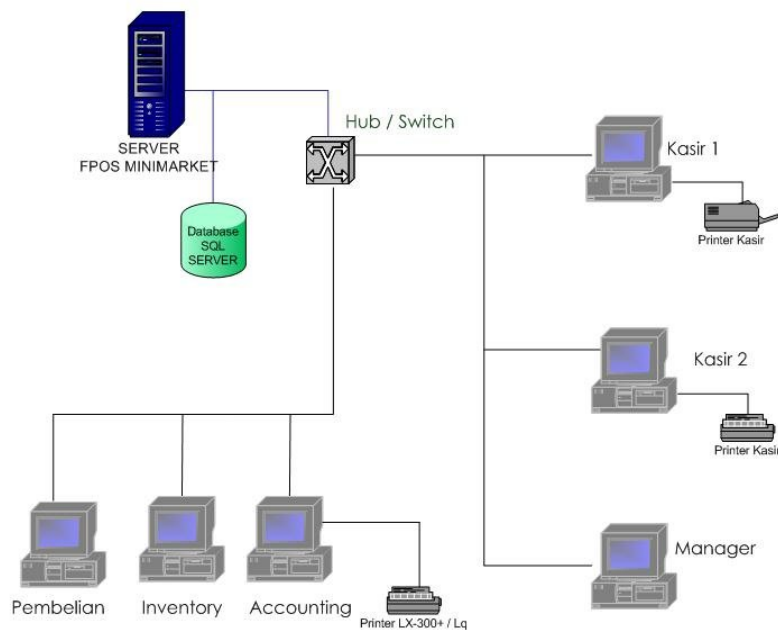 SERVER
FPOS MINIMARKET
Hub / Switch
Database
SQL
SERVER
Kasir 1
Printer Kasir
Kasir 2
Printer Kasir
Manager
Pembelian
Inventory
Accounting
Printer LX-300+ / Lq